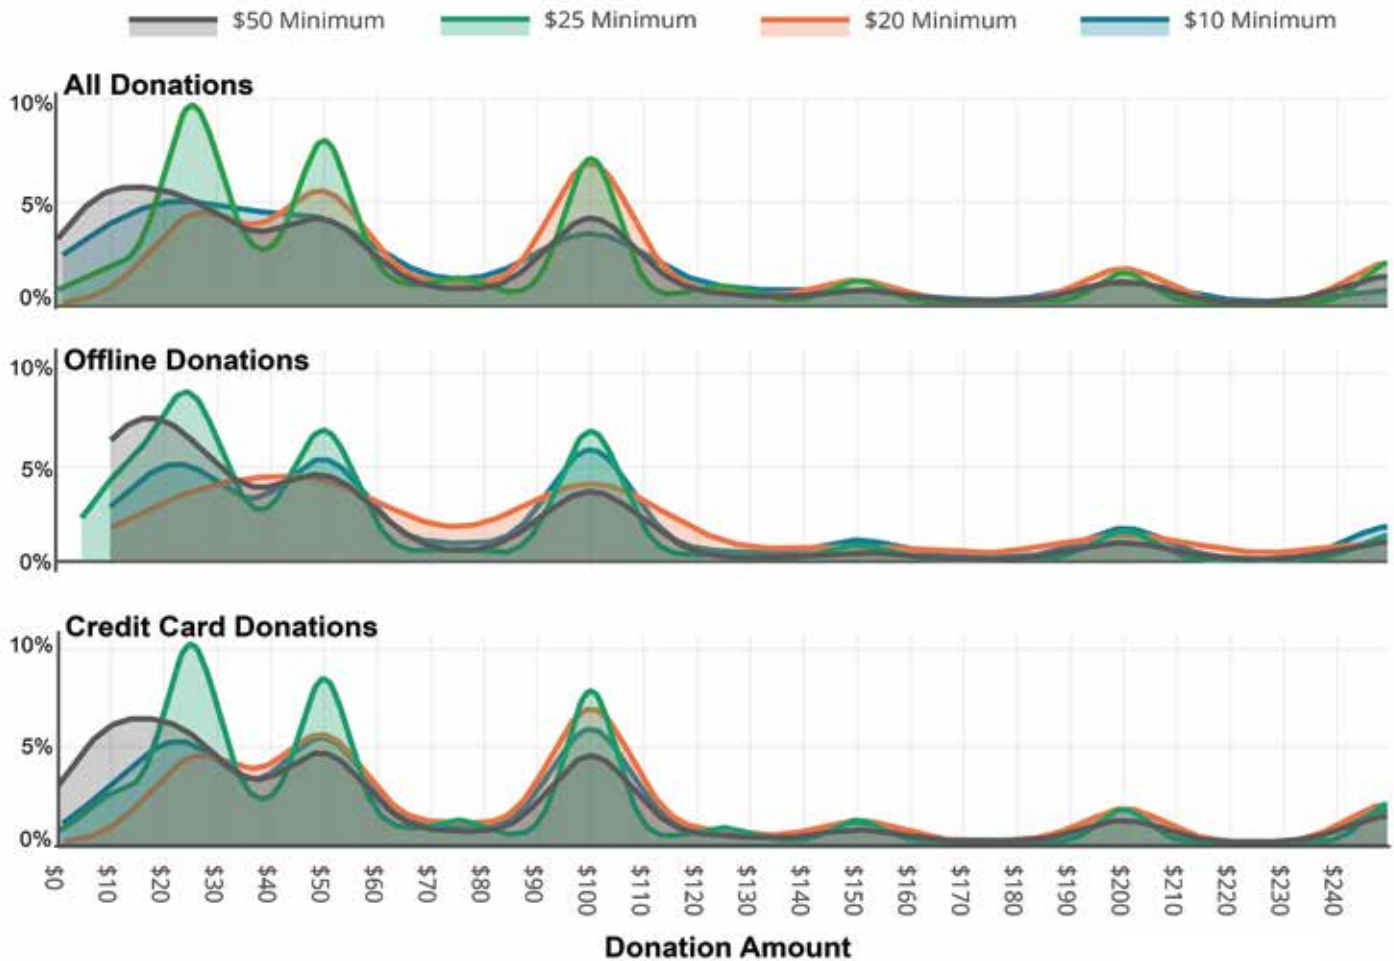 $50 Minimum $25 Minimum $20 Minimum $10 Minimum
All Donations
10%
5%
0%
Offline Donations
10%
5%
0%
Credit Card Donations
10%
5%
0%
$0 $10 $20 $30 $40 $50 $60 $70 $80 $90 $100 $110 $120 $130 $140 $150 $160 $170 $180 $190 $200 $210 $220 $230 $240
Donation Amount